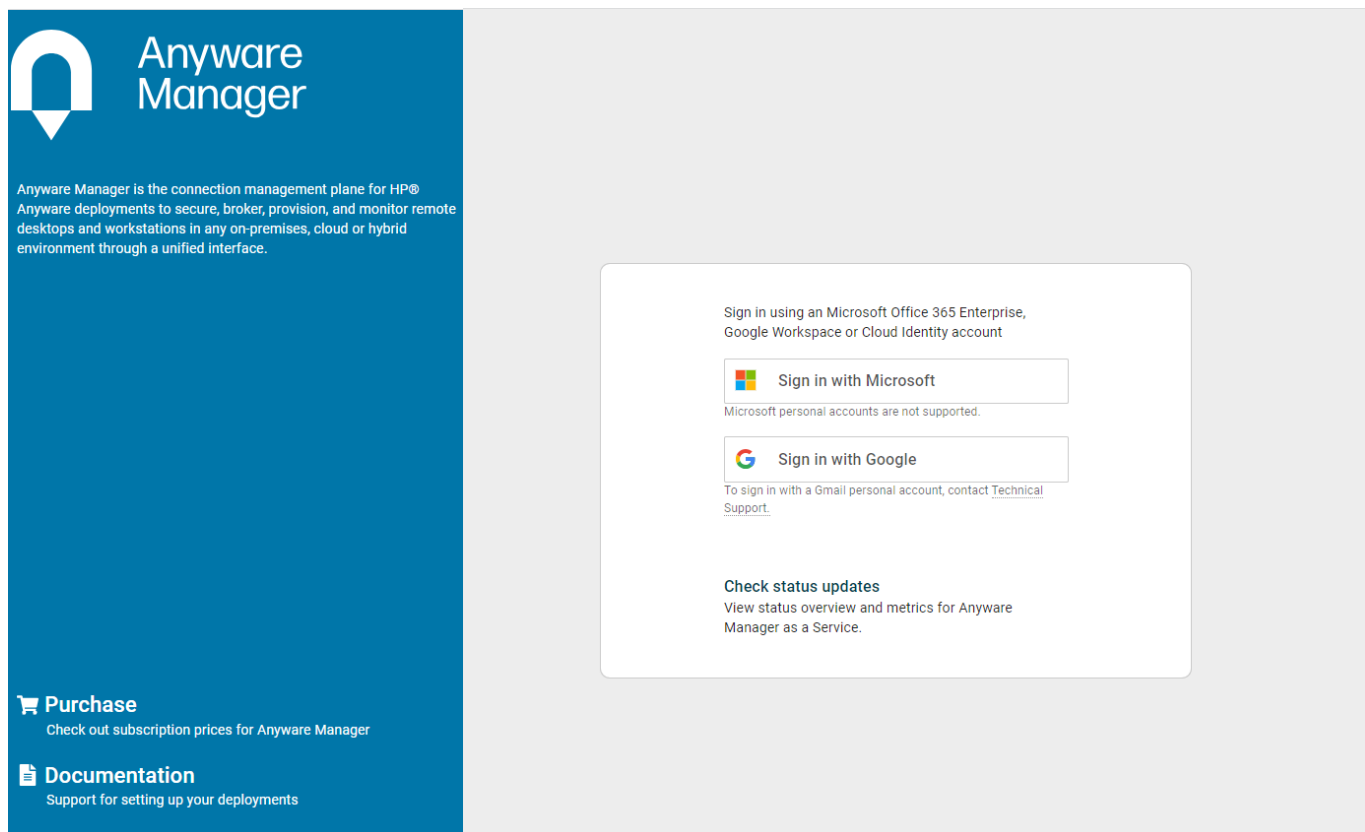 Anyware
Manager
Anyware Manager is the connection management plane for HP®
Anyware deployments to secure, broker, provision, and monitor remote
desktops and workstations in any on-premises, cloud or hybrid
environment through a unified interface.
Sign in using an Microsoft Office 365 Enterprise,
Google Workspace or Cloud Identity account
Sign in with Microsoft
Microsoft personal accounts are not supported.
Sign in with Google
To sign in with a Gmail personal account, contact Technical
Support.
Check status updates
View status overview and metrics for Anyware
Manager as a Service.
Purchase
Check out subscription prices for Anyware Manager
Documentation
Support for setting up your deployments